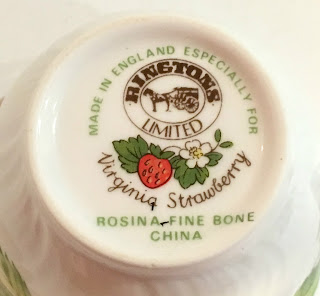 MADE IN ENGLAND ESPECIALLY FOR
RINGTONS
LIMITED
Virginia Strawberry
ROSINA FINE BONE
CHINA